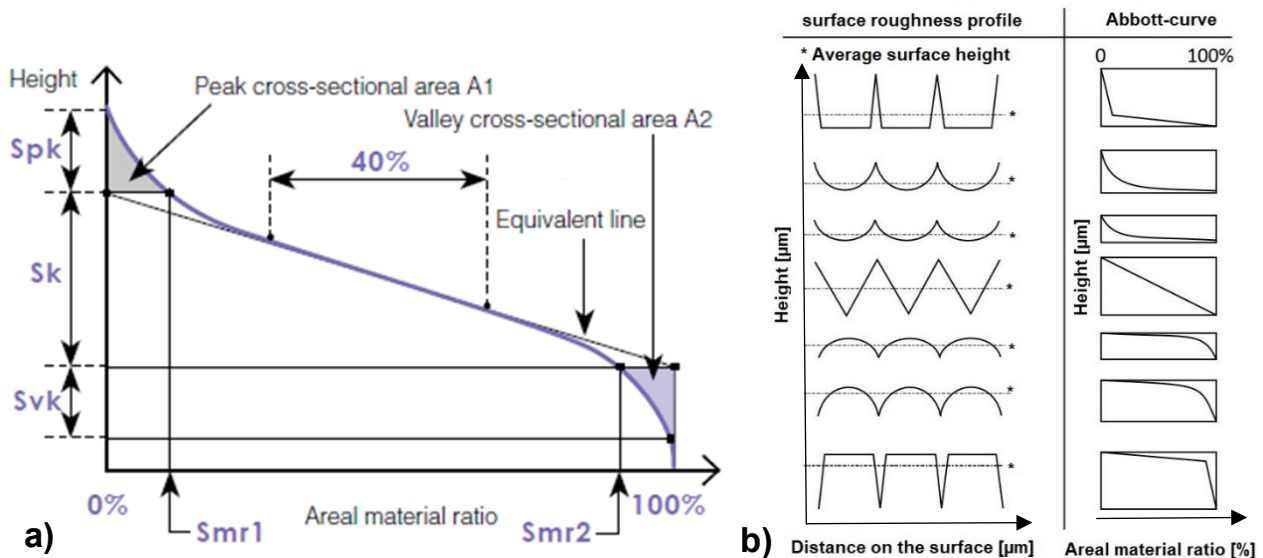 Height
Peak cross-sectional area A1
Valley cross-sectional area A2
Spk
40%
Equivalent line
Sk
Svk
0%
Smr1
Areal material ratio
Smr2
100%
a)
surface roughness profile
Abbott-curve
* Average surface height
0
100%
*
*
*
*
*
*
*
Height [µm]
Height [µm]
b)
Distance on the surface [µm]
Areal material ratio [%]